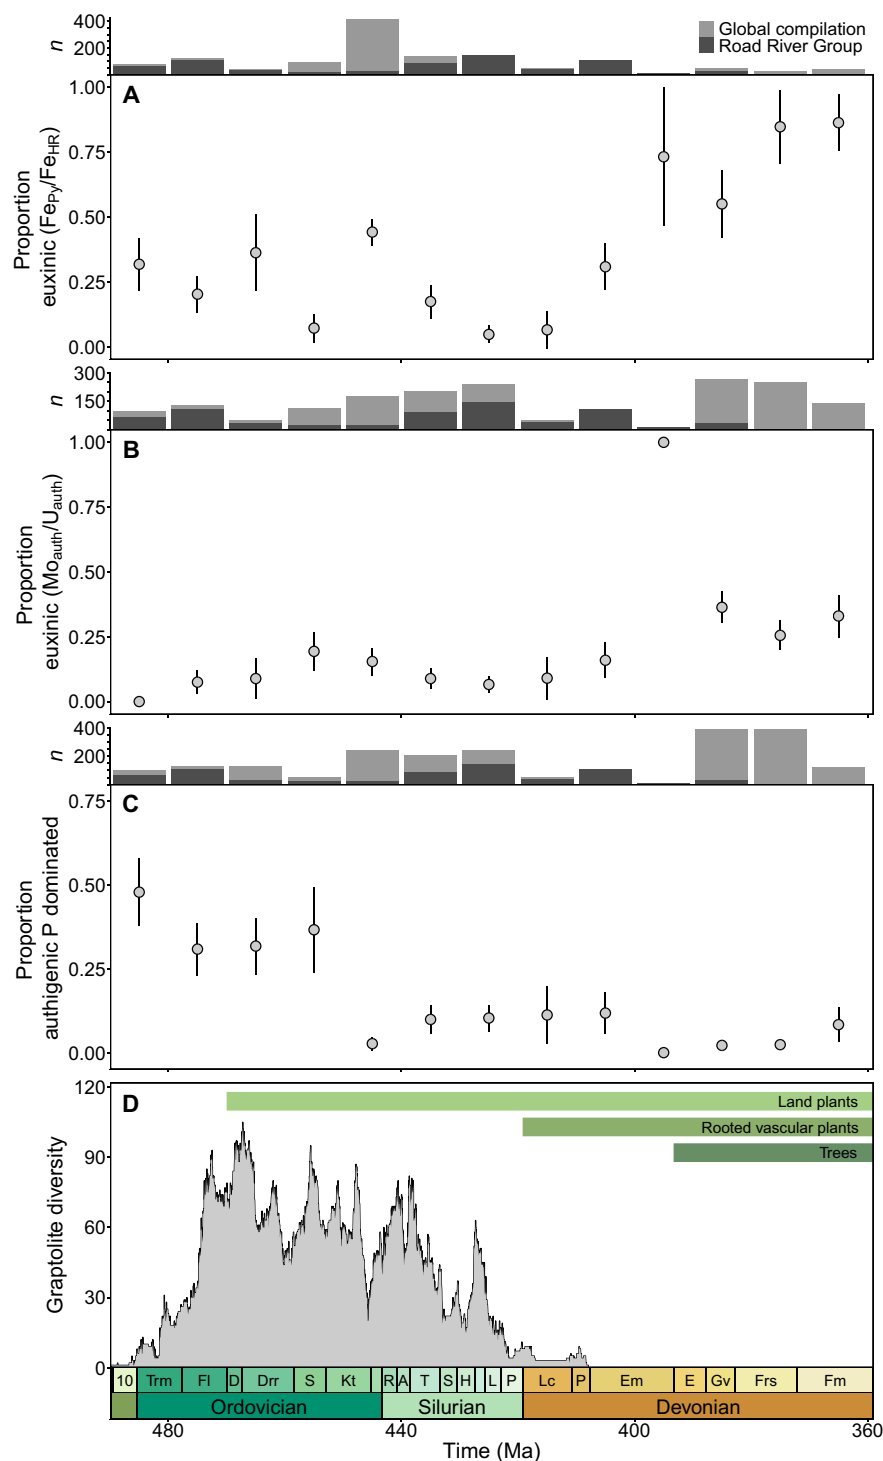 400
200
n
Global compilation
Road River Group
A
1.00
0.75
0.50
0.25
0.00
Proportion
euxinic (FePy/FeHR)
300
150
n
B
1.00
0.75
0.50
0.25
0.00
Proportion
euxinic (Moauth/Uauth)
400
200
n
C
0.75
0.50
0.25
0.00
Proportion
authigenic P dominated
D
120
90
60
30
0
Graptolite diversity
Land plants
Rooted vascular plants
Trees
10 Trm Fl D Drr S Kt R A T S H L P Lc P Em E Gv Frs Fm
Ordovician Silurian Devonian
480 440 400 360
Time (Ma)